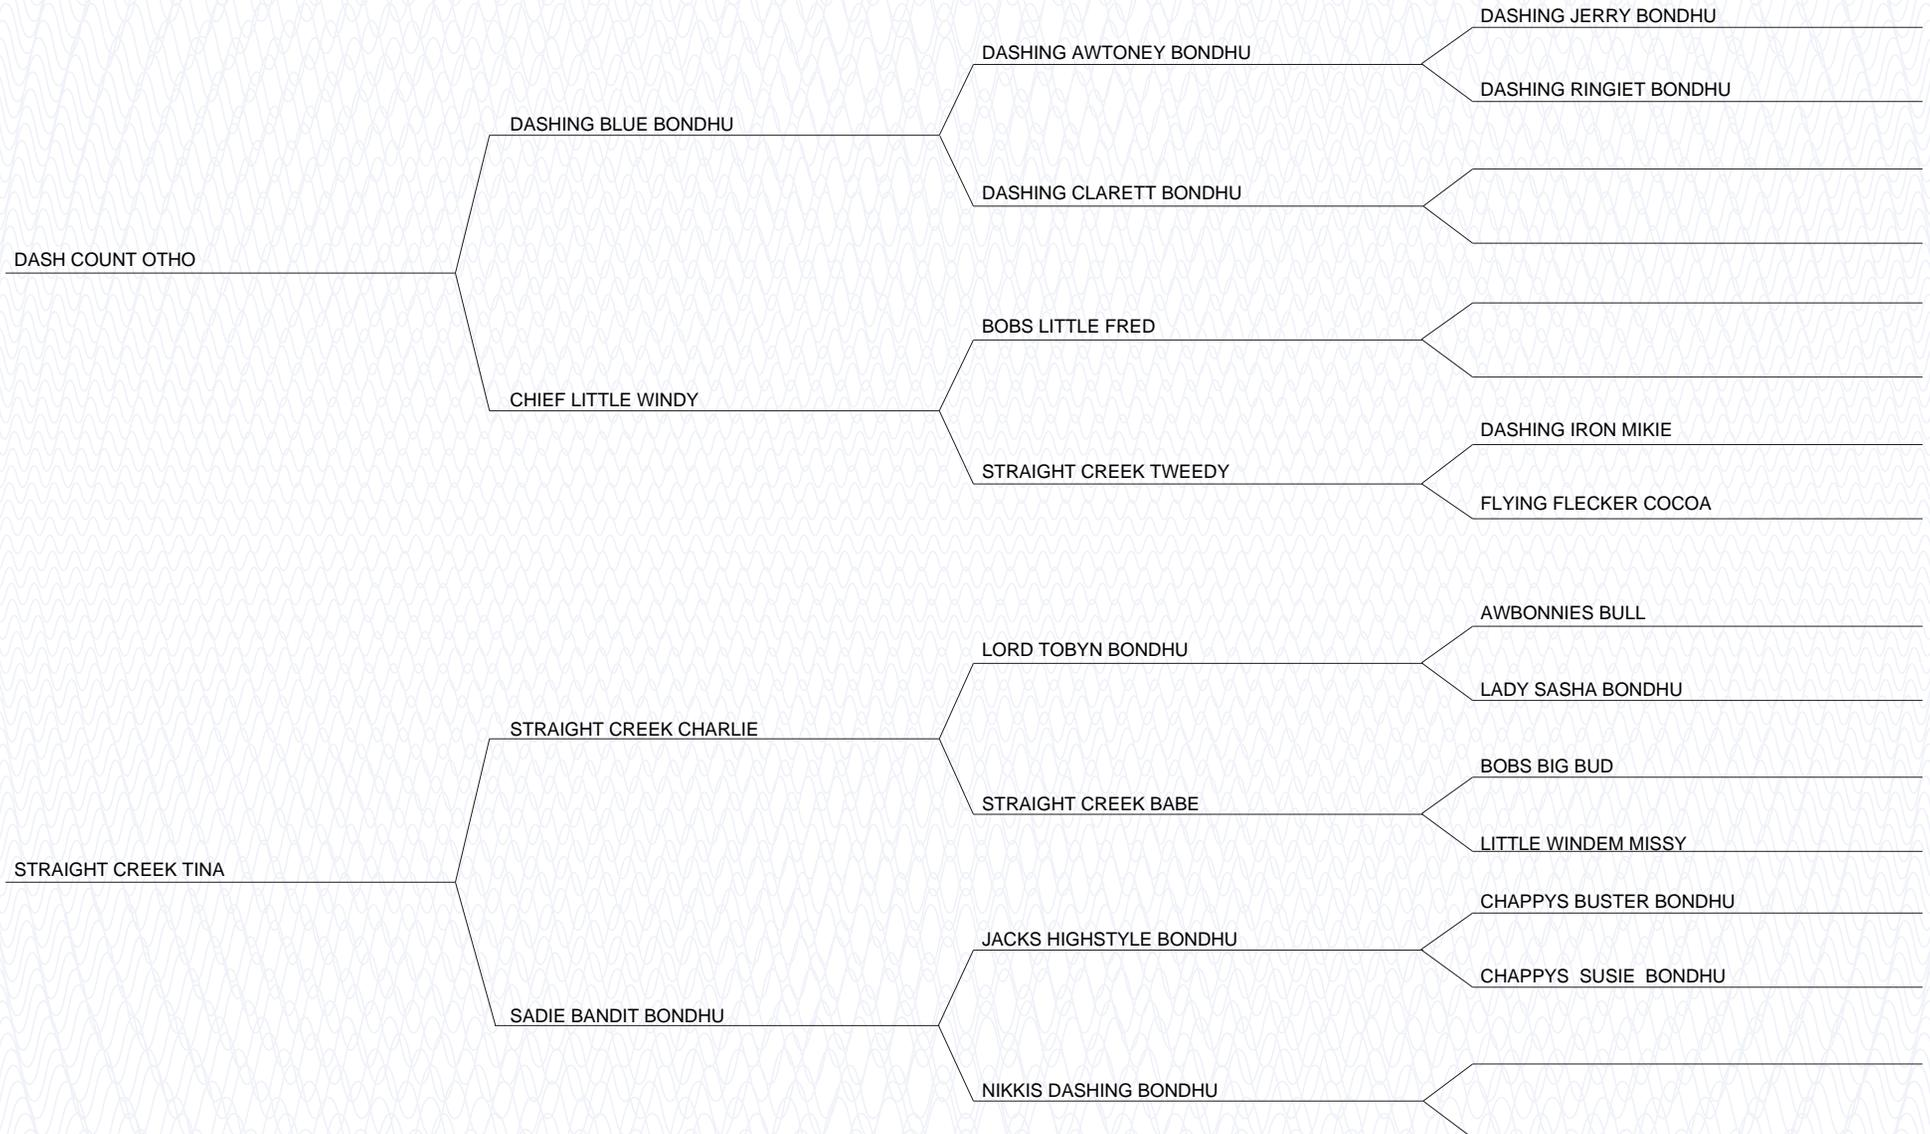 DASHING JERRY BONDHU
DASHING AWTONEY BONDHU
DASHING RINGIET BONDHU
DASHING BLUE BONDHU
DASHING CLARETT BONDHU
DASH COUNT OTHO
BOBS LITTLE FRED
CHIEF LITTLE WINDY
DASHING IRON MIKIE
STRAIGHT CREEK TWEEDY
FLYING FLECKER COCOA
AWBONNIES BULL
LORD TOBYN BONDHU
LADY SASHA BONDHU
STRAIGHT CREEK CHARLIE
BOBS BIG BUD
STRAIGHT CREEK BABE
LITTLE WINDEM MISSY
STRAIGHT CREEK TINA
CHAPPYS BUSTER BONDHU
JACKS HIGHSTYLE BONDHU
CHAPPYS  SUSIE  BONDHU
SADIE BANDIT BONDHU
NIKKIS DASHING BONDHU